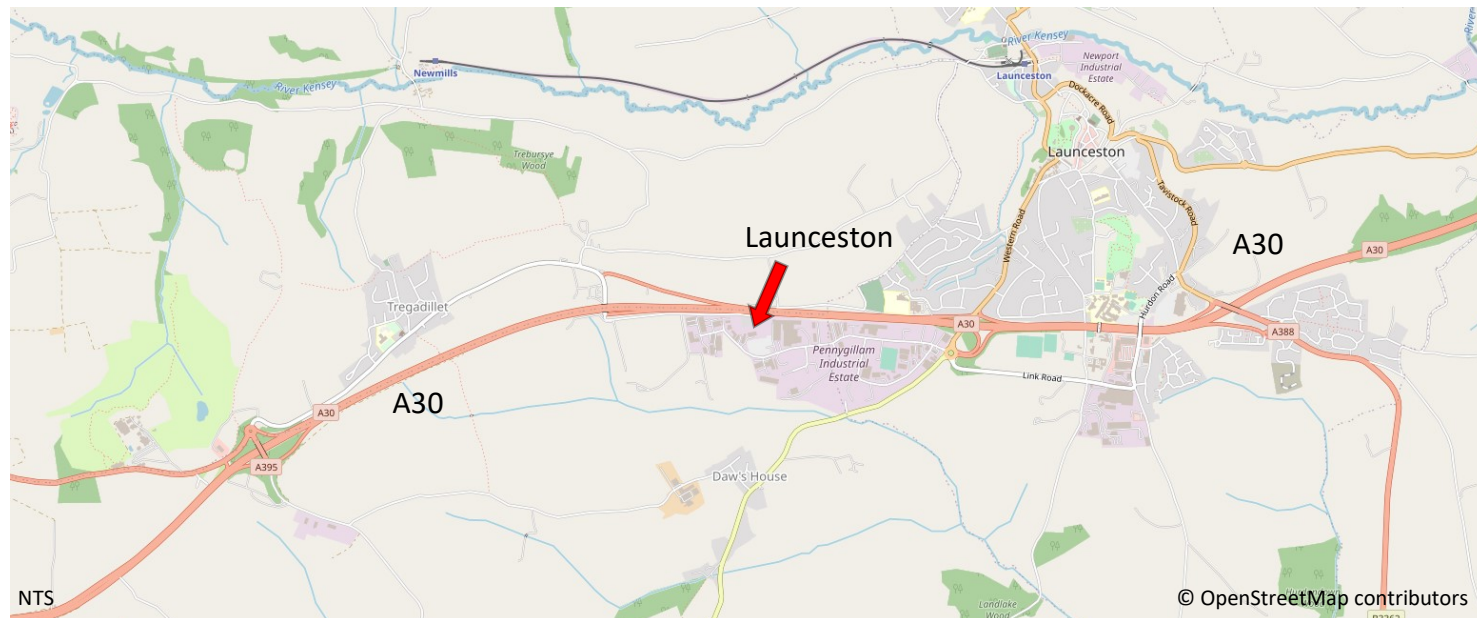 River Kensey
Newport
Industrial
Estate
Newmills
River Kensey
Launceston
Dockacre Road
Trebursye
Wood
Launceston
Tavistock Road
Western Road
Launceston
A30
A30
Tregadillet
Hurdon Road
A30
A388
Pennygillam
Industrial
Estate
Link Road
A30
A30
A395
Daw's House
Landlake
Wood
NTS
© OpenStreetMap contributors